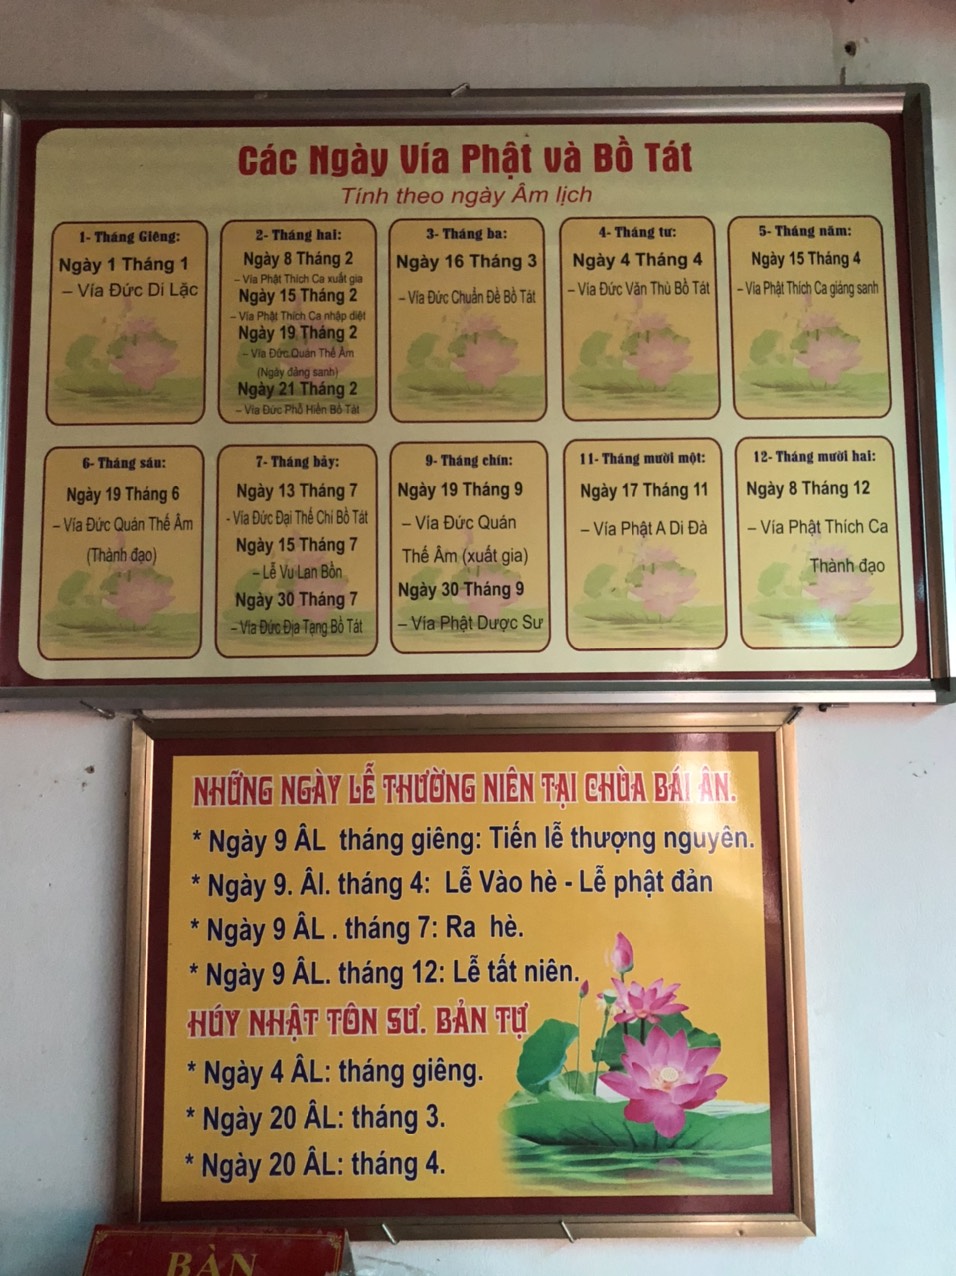 Các Ngày Vía Phật và Bồ Tát
Tính theo ngày Âm lịch
1- Tháng Giêng:
Ngày 1 Tháng 1
– Vía Đức Di Lặc
2- Tháng hai:
Ngày 8 Tháng 2
– Vía Phật Thích Ca xuất gia
Ngày 15 Tháng 2
– Vía Phật Thích Ca nhập diệt
Ngày 19 Tháng 2
– Vía Đức Quán Thế Âm
(Ngày đảng sanh)
Ngày 21 Tháng 2
– Vía Đức Phổ Hiền Bồ Tát
3- Tháng ba:
Ngày 16 Tháng 3
– Vía Đức Chuẩn Đề Bồ Tát
4- Tháng tư:
Ngày 4 Tháng 4
– Vía Đức Văn Thù Bồ Tát
5- Tháng năm:
Ngày 15 Tháng 4
– Vía Phật Thích Ca giáng sanh
6- Tháng sáu:
Ngày 19 Tháng 6
– Vía Đức Quán Thế Âm
(Thành đạo)
7- Tháng bảy:
Ngày 13 Tháng 7
- Vía Đức Đại Thế Chí Bồ Tát
Ngày 15 Tháng 7
– Lễ Vu Lan Bồn
Ngày 30 Tháng 7
– Vía Đức Địa Tạng Bồ Tát
9- Tháng chín:
Ngày 19 Tháng 9
– Vía Đức Quán
Thế Âm (xuất gia)
Ngày 30 Tháng 9
– Vía Phật Dược Sư
11- Tháng mười một:
Ngày 17 Tháng 11
– Vía Phật A Di Đà
12- Tháng mười hai:
Ngày 8 Tháng 12
– Vía Phật Thích Ca
Thành đạo
NHỮNG NGÀY LỄ THƯỜNG NIÊN TẠI CHÙA BÁI ÂN.
* Ngày 9 ÂL tháng giêng: Tiến lễ thượng nguyên.
* Ngày 9. Âl. tháng 4: Lễ Vào hè - Lễ phật đản
* Ngày 9 ÂL . tháng 7: Ra hè.
* Ngày 9 ÂL. tháng 12: Lễ tất niên.
HÚY NHẬT TÔN SƯ. BẢN TỰ
* Ngày 4 ÂL: tháng giêng.
* Ngày 20 ÂL: tháng 3.
* Ngày 20 ÂL: tháng 4.
BÀN